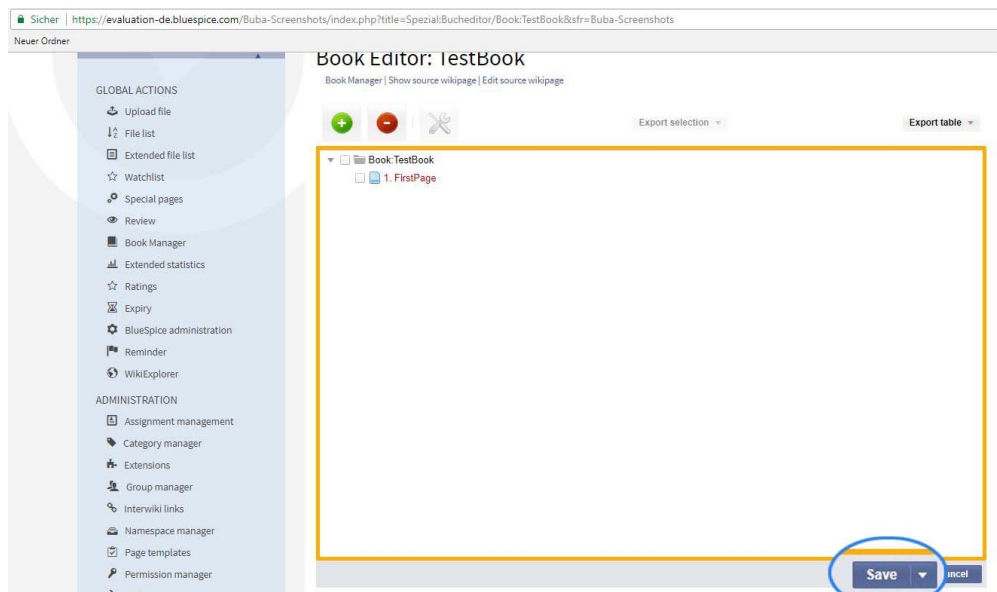 Sicher | https://evaluation-de.bluespice.com/Buba-Screenshots/index.php?title=Spezial:Bucheditor/Book:TestBook&sfr=Buba-Screenshots
Neuer Ordner
Book Editor: TestBook
Book Manager | Show source wikipage | Edit source wikipage
GLOBAL ACTIONS
Upload file
File list
Extended file list
Watchlist
Special pages
Review
Book Manager
Extended statistics
Ratings
Expiry
BlueSpice administration
Reminder
WikiExplorer
ADMINISTRATION
Assignment management
Category manager
Extensions
Group manager
Interwiki links
Namespace manager
Page templates
Permission manager
Export selection
Export table
Book:TestBook
1. FirstPage
Save
ncel